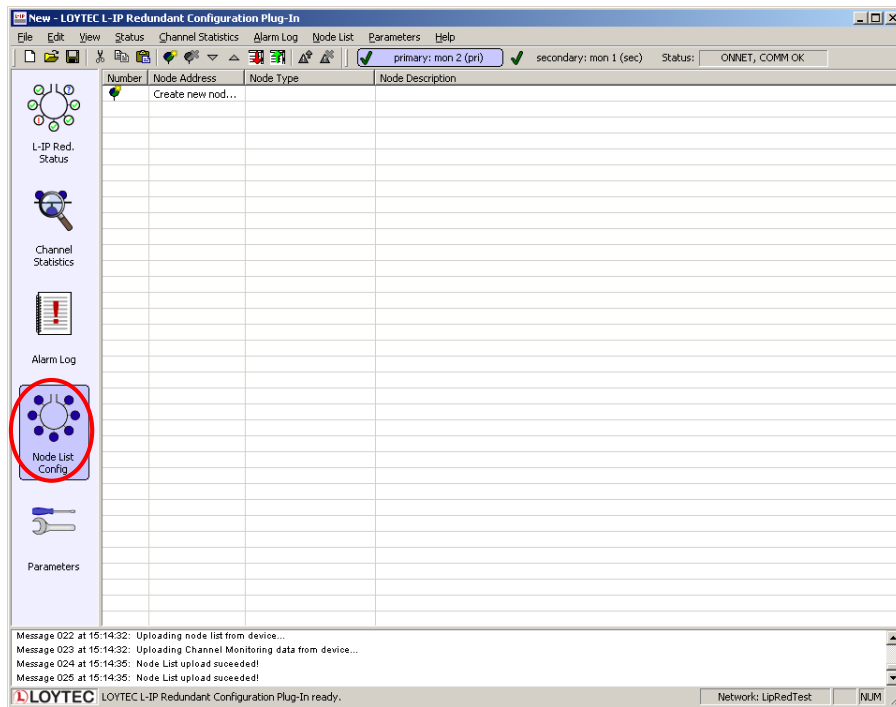 New - LOYTEC L-IP Redundant Configuration Plug-In
File Edit View Status Channel Statistics Alarm Log Node List Parameters Help
primary: mon 2 (pri) secondary: mon 1 (sec) Status: ONNET, COMM OK
Number Node Address Node Type Node Description
Create new nod...
L-IP Red.
Status
Channel
Statistics
Alarm Log
Node List
Config
Parameters
Message 022 at 15:14:32: Uploading node list from device...
Message 023 at 15:14:32: Uploading Channel Monitoring data from device...
Message 024 at 15:14:35: Node List upload suceeded!
Message 025 at 15:14:35: Node List upload suceeded!
LOYTEC LOYTEC L-IP Redundant Configuration Plug-In ready. Network: LipRedTest NUM